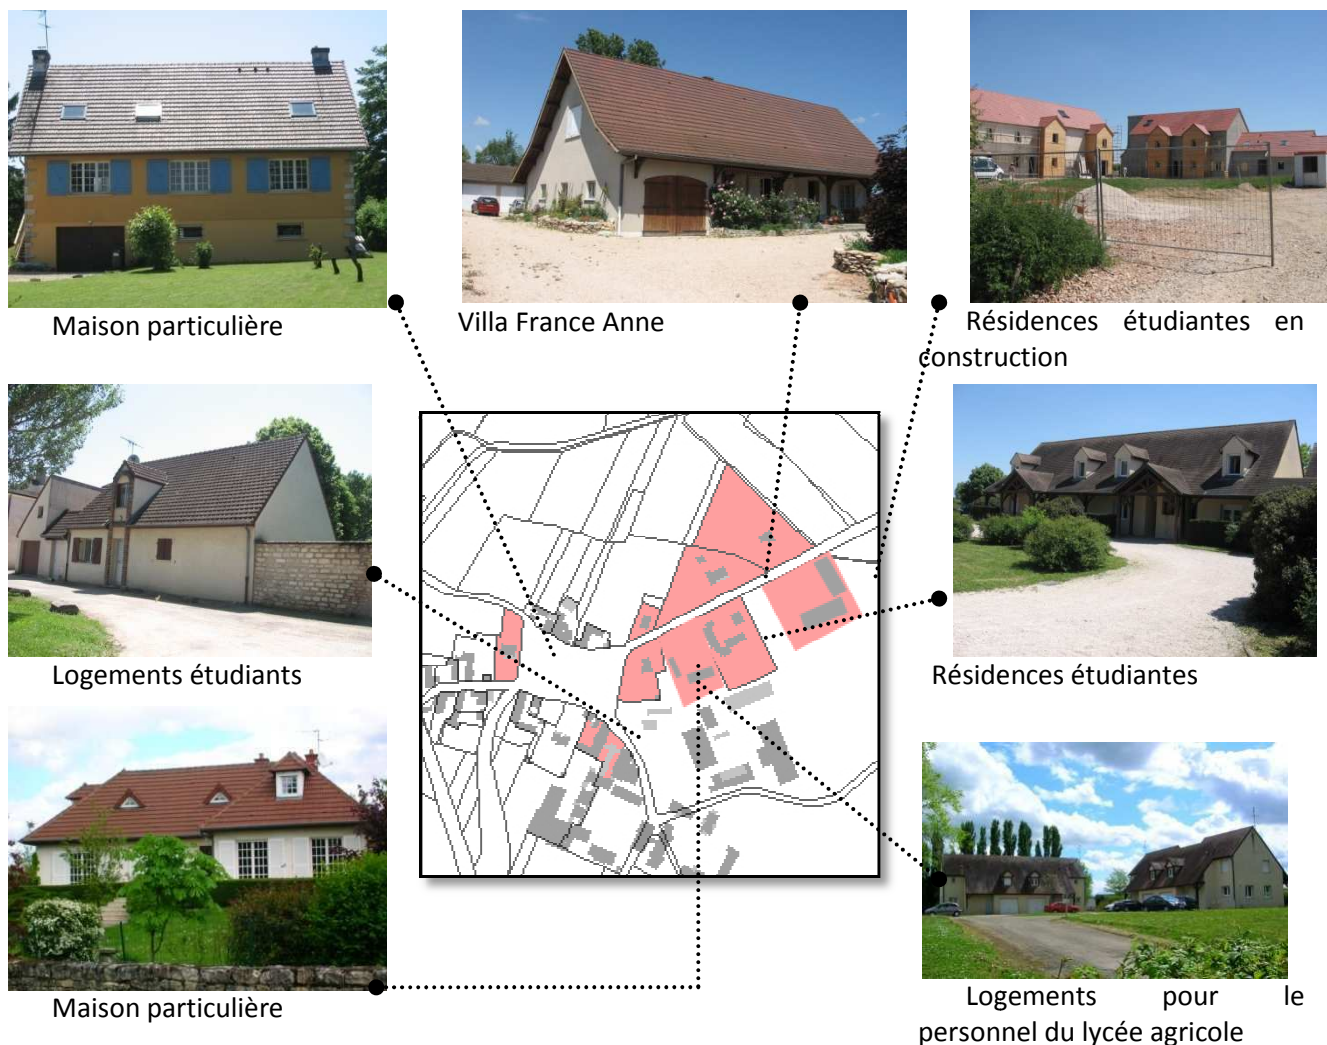 Maison particulière
Villa France Anne
Résidences étudiantes en
construction
Logements étudiants
Résidences étudiantes
Maison particulière
Logements pour le
personnel du lycée agricole